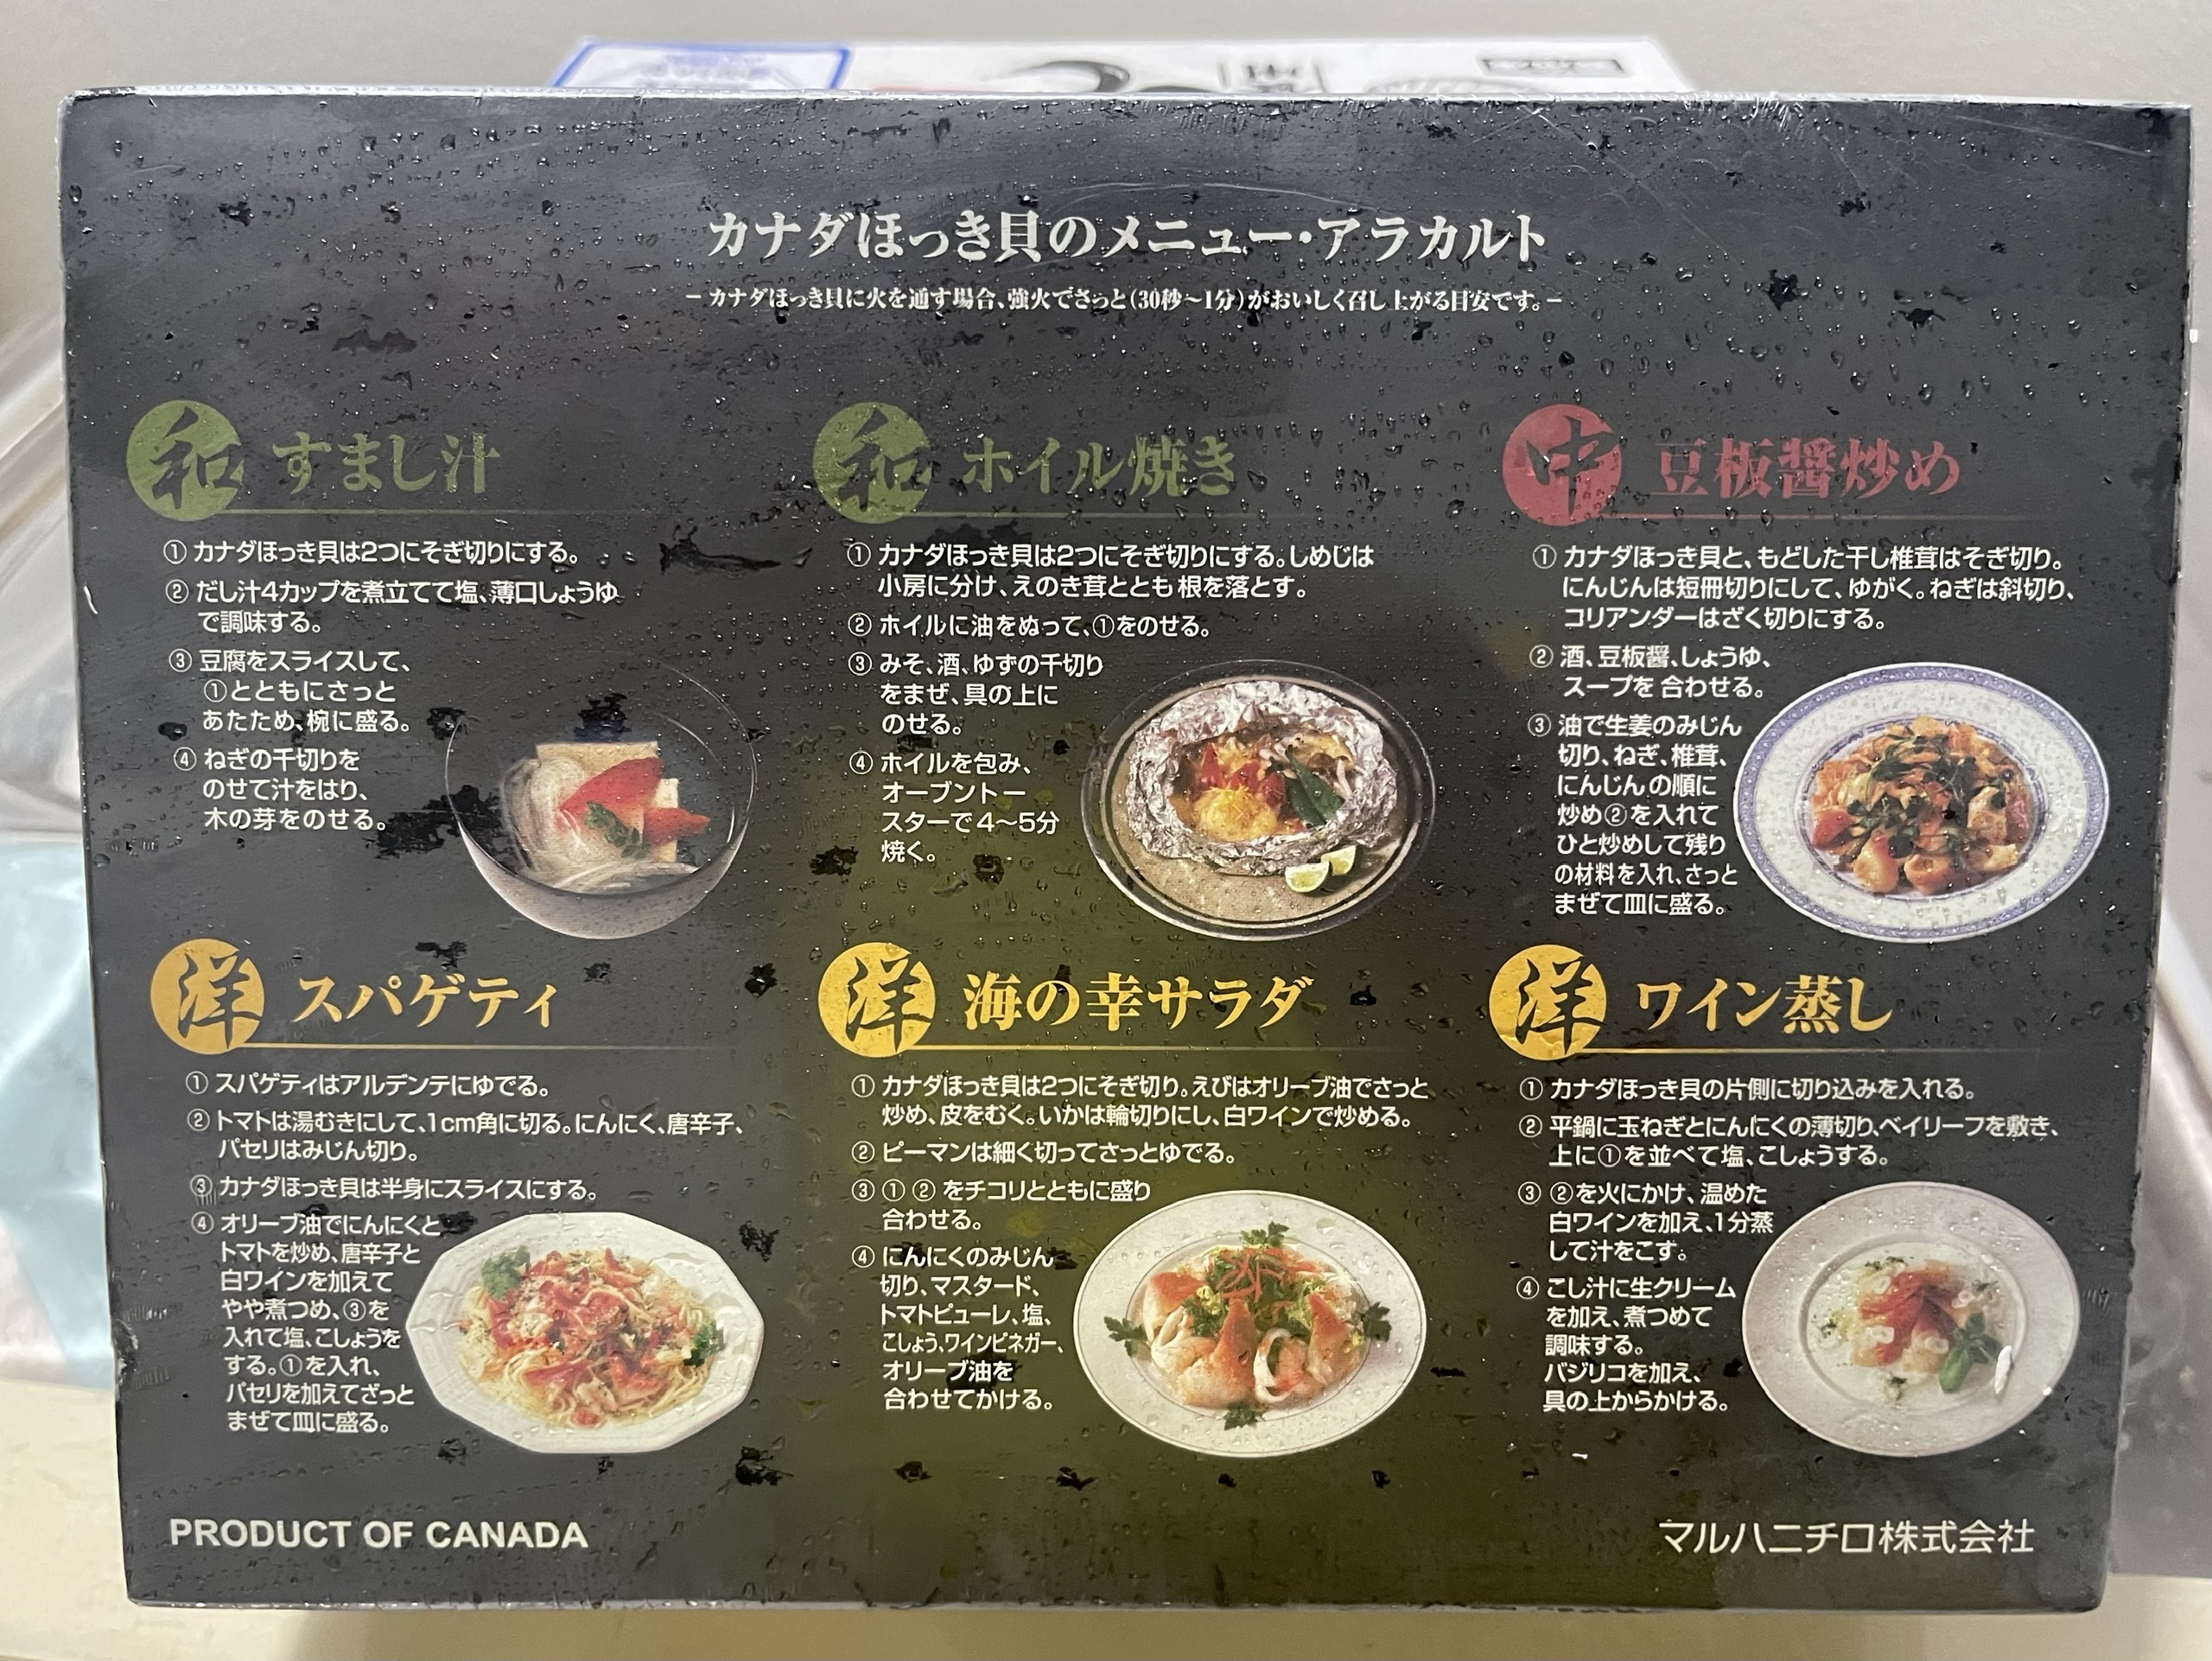 カナダほっき貝のメニュー・アラカルト
－カナダほっき貝に火を通す場合、強火でさっと(30秒～1分)がおいしく召し上がる目安です。－
和 すまし汁
① カナダほっき貝は2つにそぎ切りにする。
② だし汁4カップを煮立てて塩、薄口しょうゆ
で調味する。
③ 豆腐をスライスして、
①とともにさっと
あたため、椀に盛る。
④ ねぎの千切りを
のせて汁をはり、
木の芽をのせる。
和 ホイル焼き
① カナダほっき貝は2つにそぎ切りにする。しめじは
小房に分け、えのき茸ととも 根を落とす。
② ホイルに油をぬって、①をのせる。
③ みそ、酒、ゆずの千切り
をまぜ、具の上に
のせる。
④ ホイルを包み、
オーブントー
スターで4～5分
焼く。
中 豆板醤炒め
① カナダほっき貝と、もどした干し椎茸はそぎ切り。
にんじんは短冊切りにして、ゆがく。ねぎは斜切り、
コリアンダーはざく切りにする。
② 酒、豆板醤、しょうゆ、
スープを 合わせる。
③ 油で生姜のみじん
切り、ねぎ、椎茸、
にんじんの順に
炒め②を入れて
ひと炒めして残り
の材料を入れ、さっと
まぜて皿に盛る。
洋 スパゲティ
① スパゲティはアルデンテにゆでる。
② トマトは湯むきにして、1cm角に切る。にんにく、唐辛子、
パセリはみじん切り。
③ カナダほっき貝は半身にスライスにする。
④ オリーブ油でにんにくと
トマトを炒め、唐辛子と
白ワインを加えて
やや煮つめ、③を
入れて塩、こしょうを
する。①を入れ、
パセリを加えてざっと
まぜて皿に盛る。
洋 海の幸サラダ
① カナダほっき貝は2つにそぎ切り。えびはオリーブ油でさっと
炒め、皮をむく。いかは輪切りにし、白ワインで炒める。
② ピーマンは細く切ってさっとゆでる。
③ ① ② をチコリとともに盛り
合わせる。
④ にんにくのみじん
切り、マスタード、
トマトピューレ、塩、
こしょう、ワインビネガー、
オリーブ油を
合わせてかける。
洋 ワイン蒸し
① カナダほっき貝の片側に切り込みを入れる。
② 平鍋に玉ねぎとにんにくの薄切り、ベイリーフを敷き、
上に①を並べて塩、こしょうする。
③ ②を火にかけ、温めた
白ワインを加え、1分蒸
して汁をこす。
④ こし汁に生クリーム
を加え、煮つめて
調味する。
バジリコを加え、
具の上からかける。
PRODUCT OF CANADA
マルハニチロ株式会社